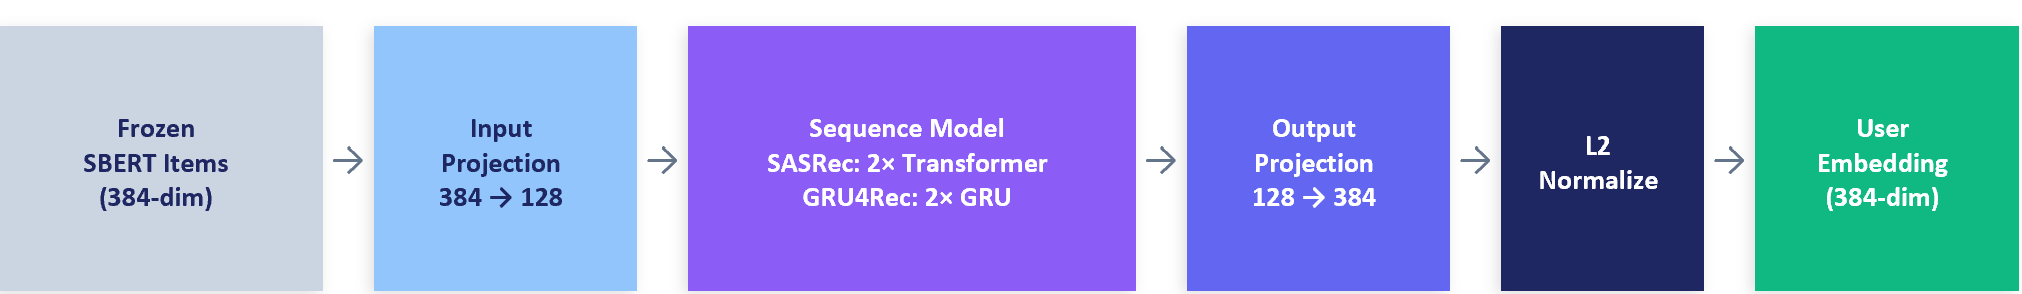 Frozen
SBERT Items
(384-dim)
Input
Projection
384 → 128
Sequence Model
SASRec: 2× Transformer
GRU4Rec: 2× GRU
Output
Projection
128 → 384
L2
Normalize
User
Embedding
(384-dim)